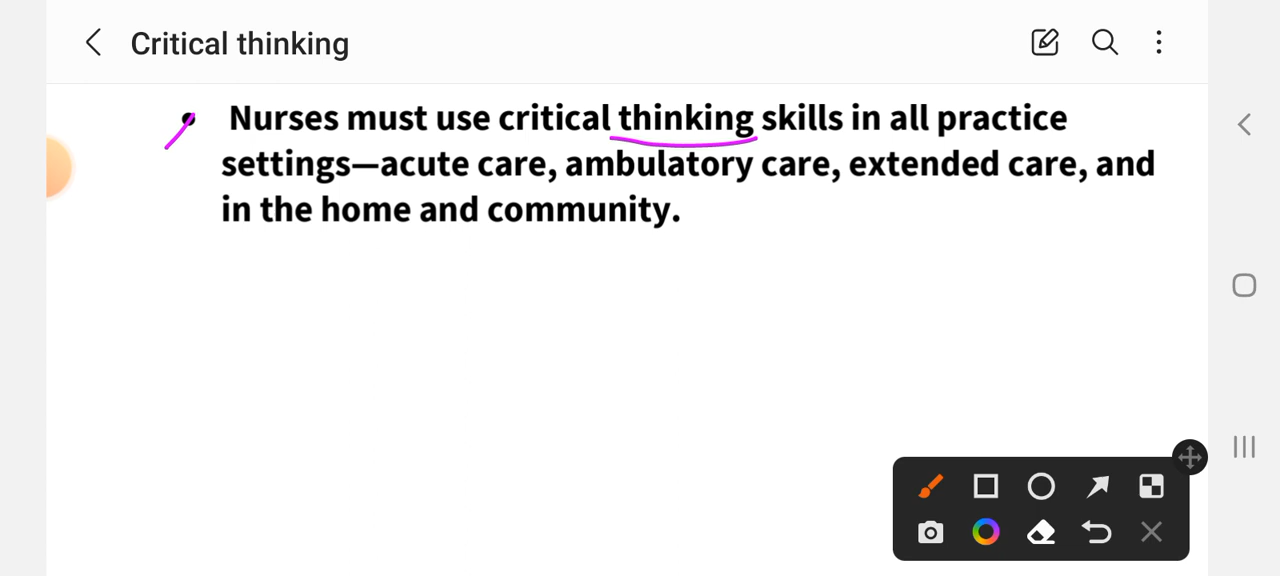 Critical thinking
• Nurses must use critical thinking skills in all practice
settings—acute care, ambulatory care, extended care, and
in the home and community.